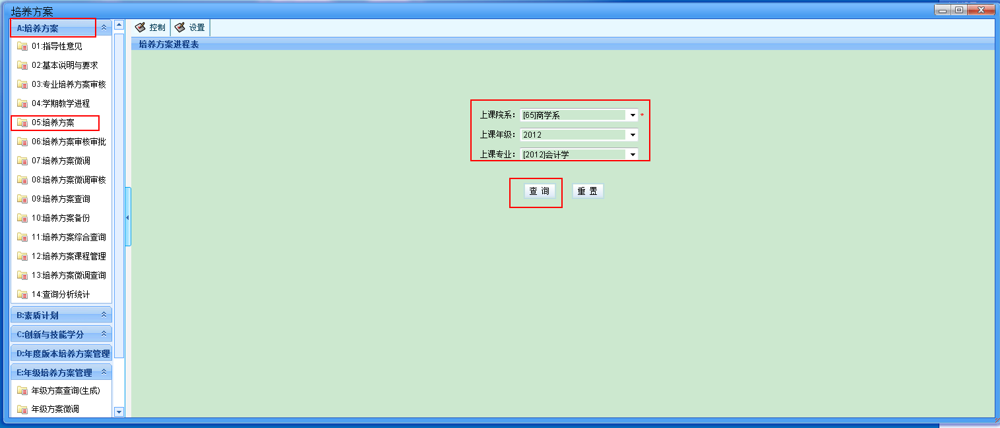 培养方案
A:培养方案
01:指导性意见
02:基本说明与要求
03:专业培养方案审核
04:学期教学进程
05:培养方案
06:培养方案审核审批
07:培养方案微调
08:培养方案微调审核
09:培养方案查询
10:培养方案备份
11:培养方案综合查询
12:培养方案课程管理
13:培养方案微调查询
14:查询分析统计
B:素质计划
C:创新与技能学分
D:年度版本培养方案管理
E:年级培养方案管理
年级方案查询(生成)
年级方案微调
控制 设置
培养方案进程表
上课院系: [65]商学系 *
上课年级: 2012
上课专业: [2012]会计学
查 询 重 置